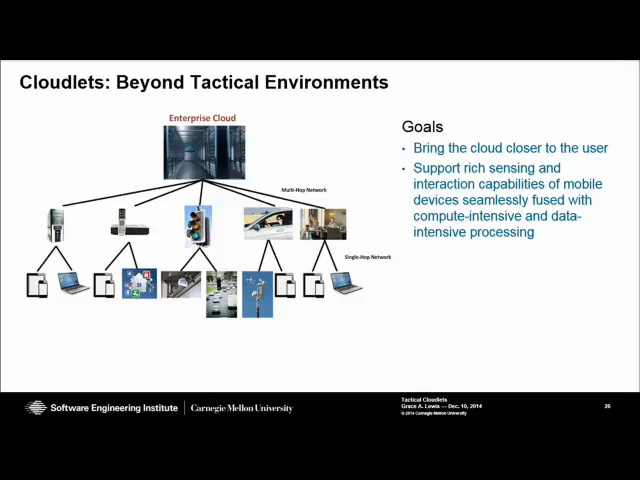 Cloudlets: Beyond Tactical Environments
Enterprise Cloud
Multi-Hop Network
Single-Hop Network
Goals
• Bring the cloud closer to the user
• Support rich sensing and
interaction capabilities of mobile
devices seamlessly fused with
compute-intensive and data-
intensive processing
Software Engineering Institute | Carnegie Mellon University
Tactical Cloudlets
Grace A. Lewis — Dec. 10, 2014
© 2014 Carnegie Mellon University
26